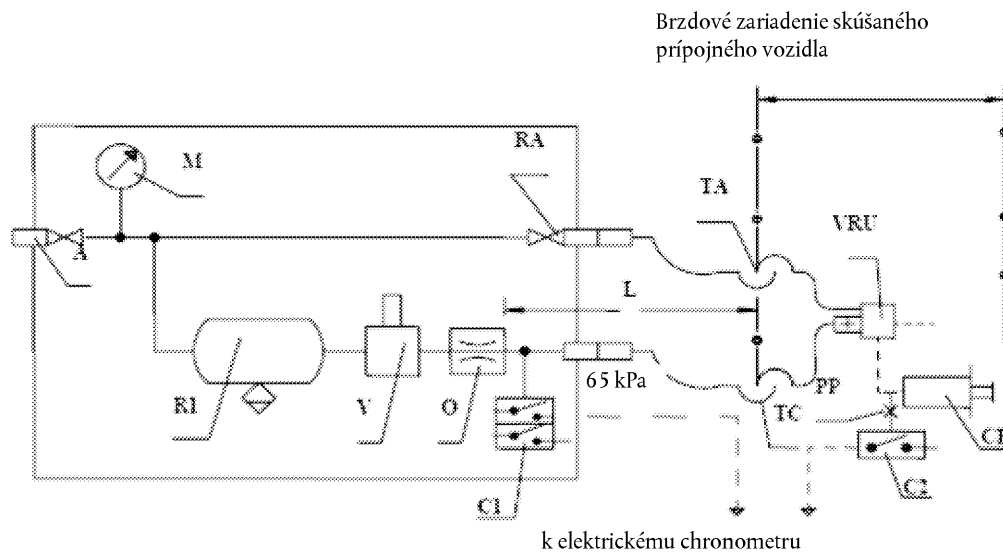 Brzdové zariadenie skúšaného
prípojného vozidla
M
RA
TA
VRU
A
L
65 kPa
PP
R1
V
O
TC
C1
C2
k elektrickému chronometru